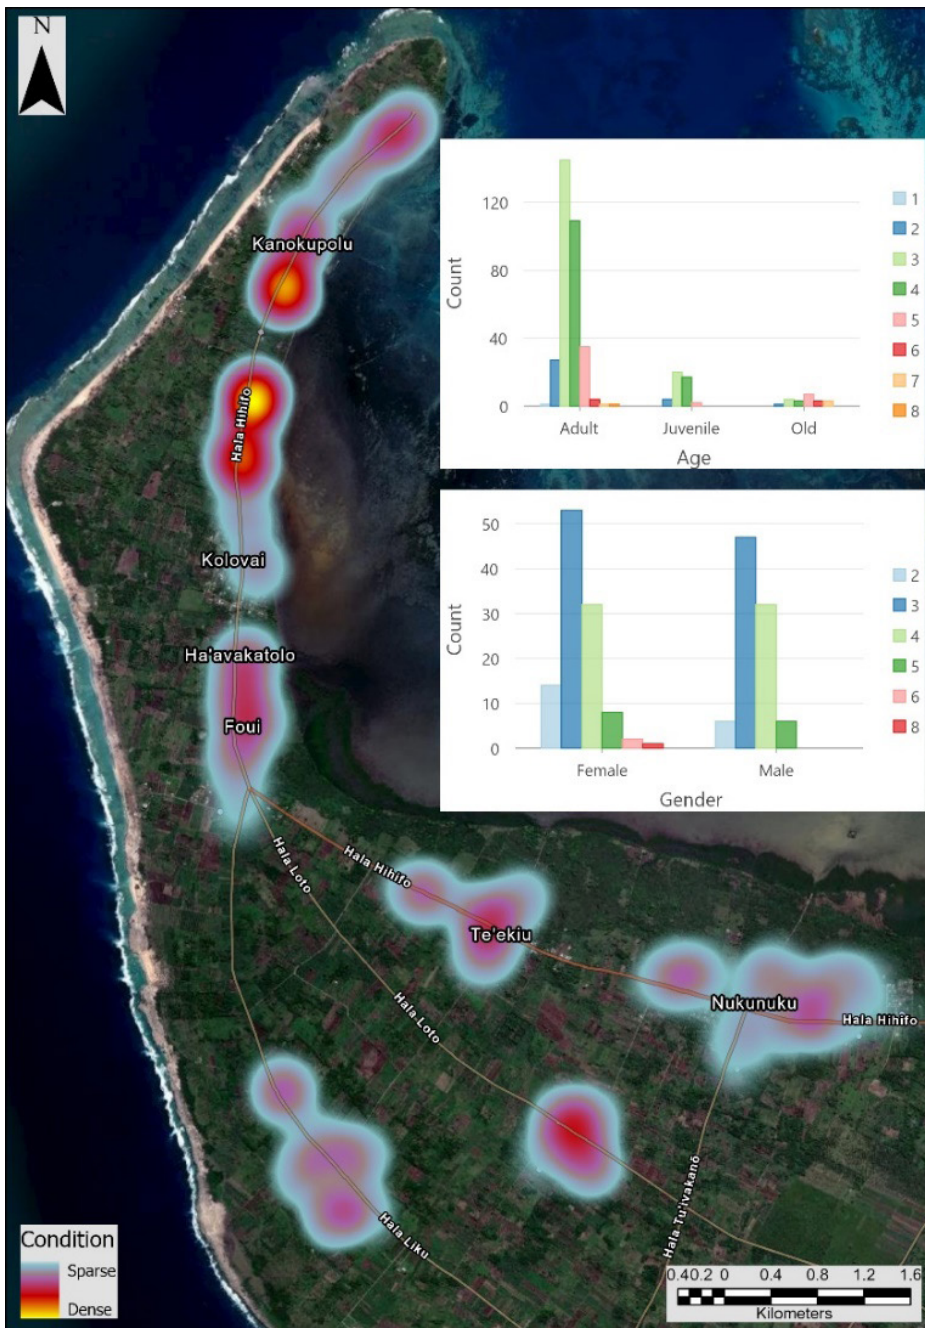 N
Kanokupolu
Hala Hihifo
Kolovai
Ha'avakatolo
Foui
Hala Hihifo
Hala Loto
Te'ekiu
Nukunuku
Hala Hihifo
Hala Loto
Hala Tu'ivakanō
Hala Liku
Count
120
80
40
0
Adult
Juvenile
Old
Age
1
2
3
4
5
6
7
8
Count
50
40
30
20
10
0
Female
Male
Gender
2
3
4
5
6
8
Condition
Sparse
Dense
0.40.2 0 0.4 0.8 1.2 1.6
Kilometers